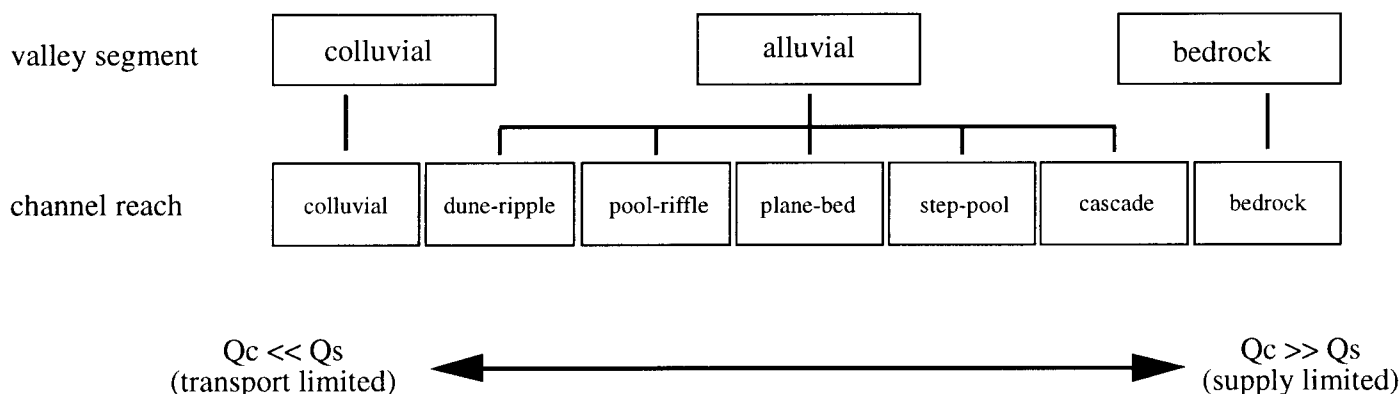 valley segment colluvial alluvial bedrock
channel reach colluvial dune-ripple pool-riffle plane-bed step-pool cascade bedrock
Qc << Qs Qc >> Qs
(transport limited) (supply limited)